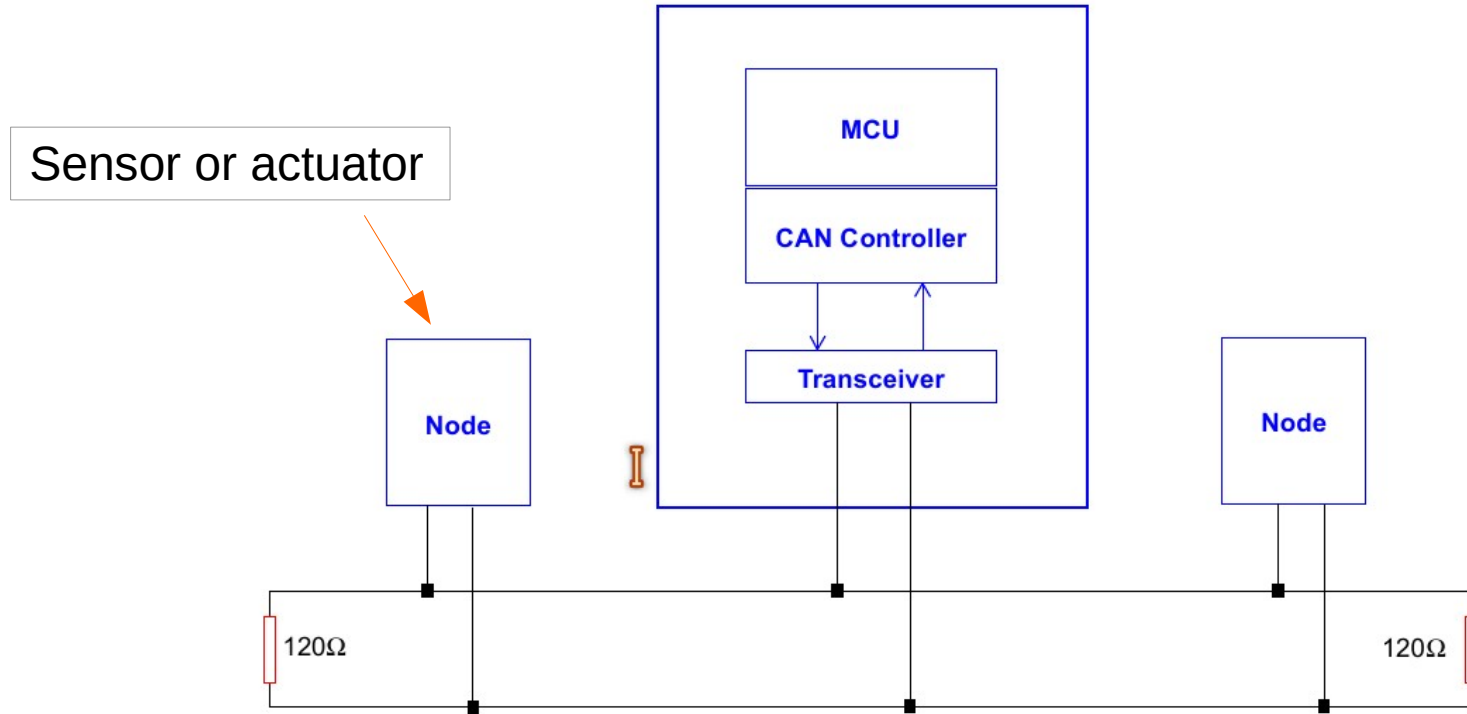 MCU
Sensor or actuator
CAN Controller
Transceiver
Node
Node
120Ω
120Ω